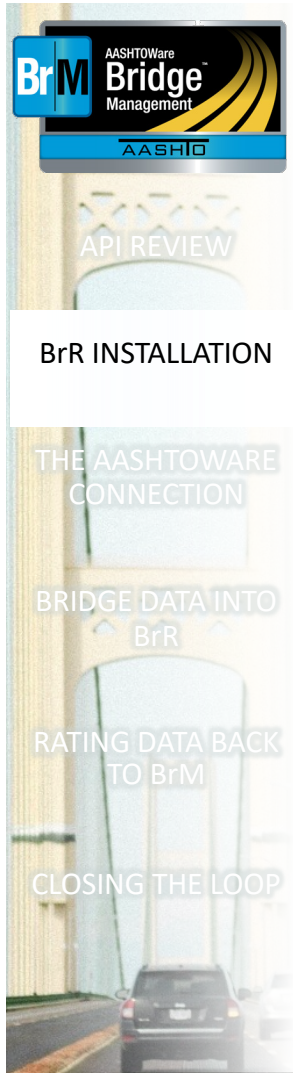 BrM
AASHTOWare
Bridge™
Management
AASHTO
API REVIEW
BrR INSTALLATION
THE AASHTOWARE
CONNECTION
BRIDGE DATA INTO
BrR
RATING DATA BACK
TO BrM
CLOSING THE LOOP